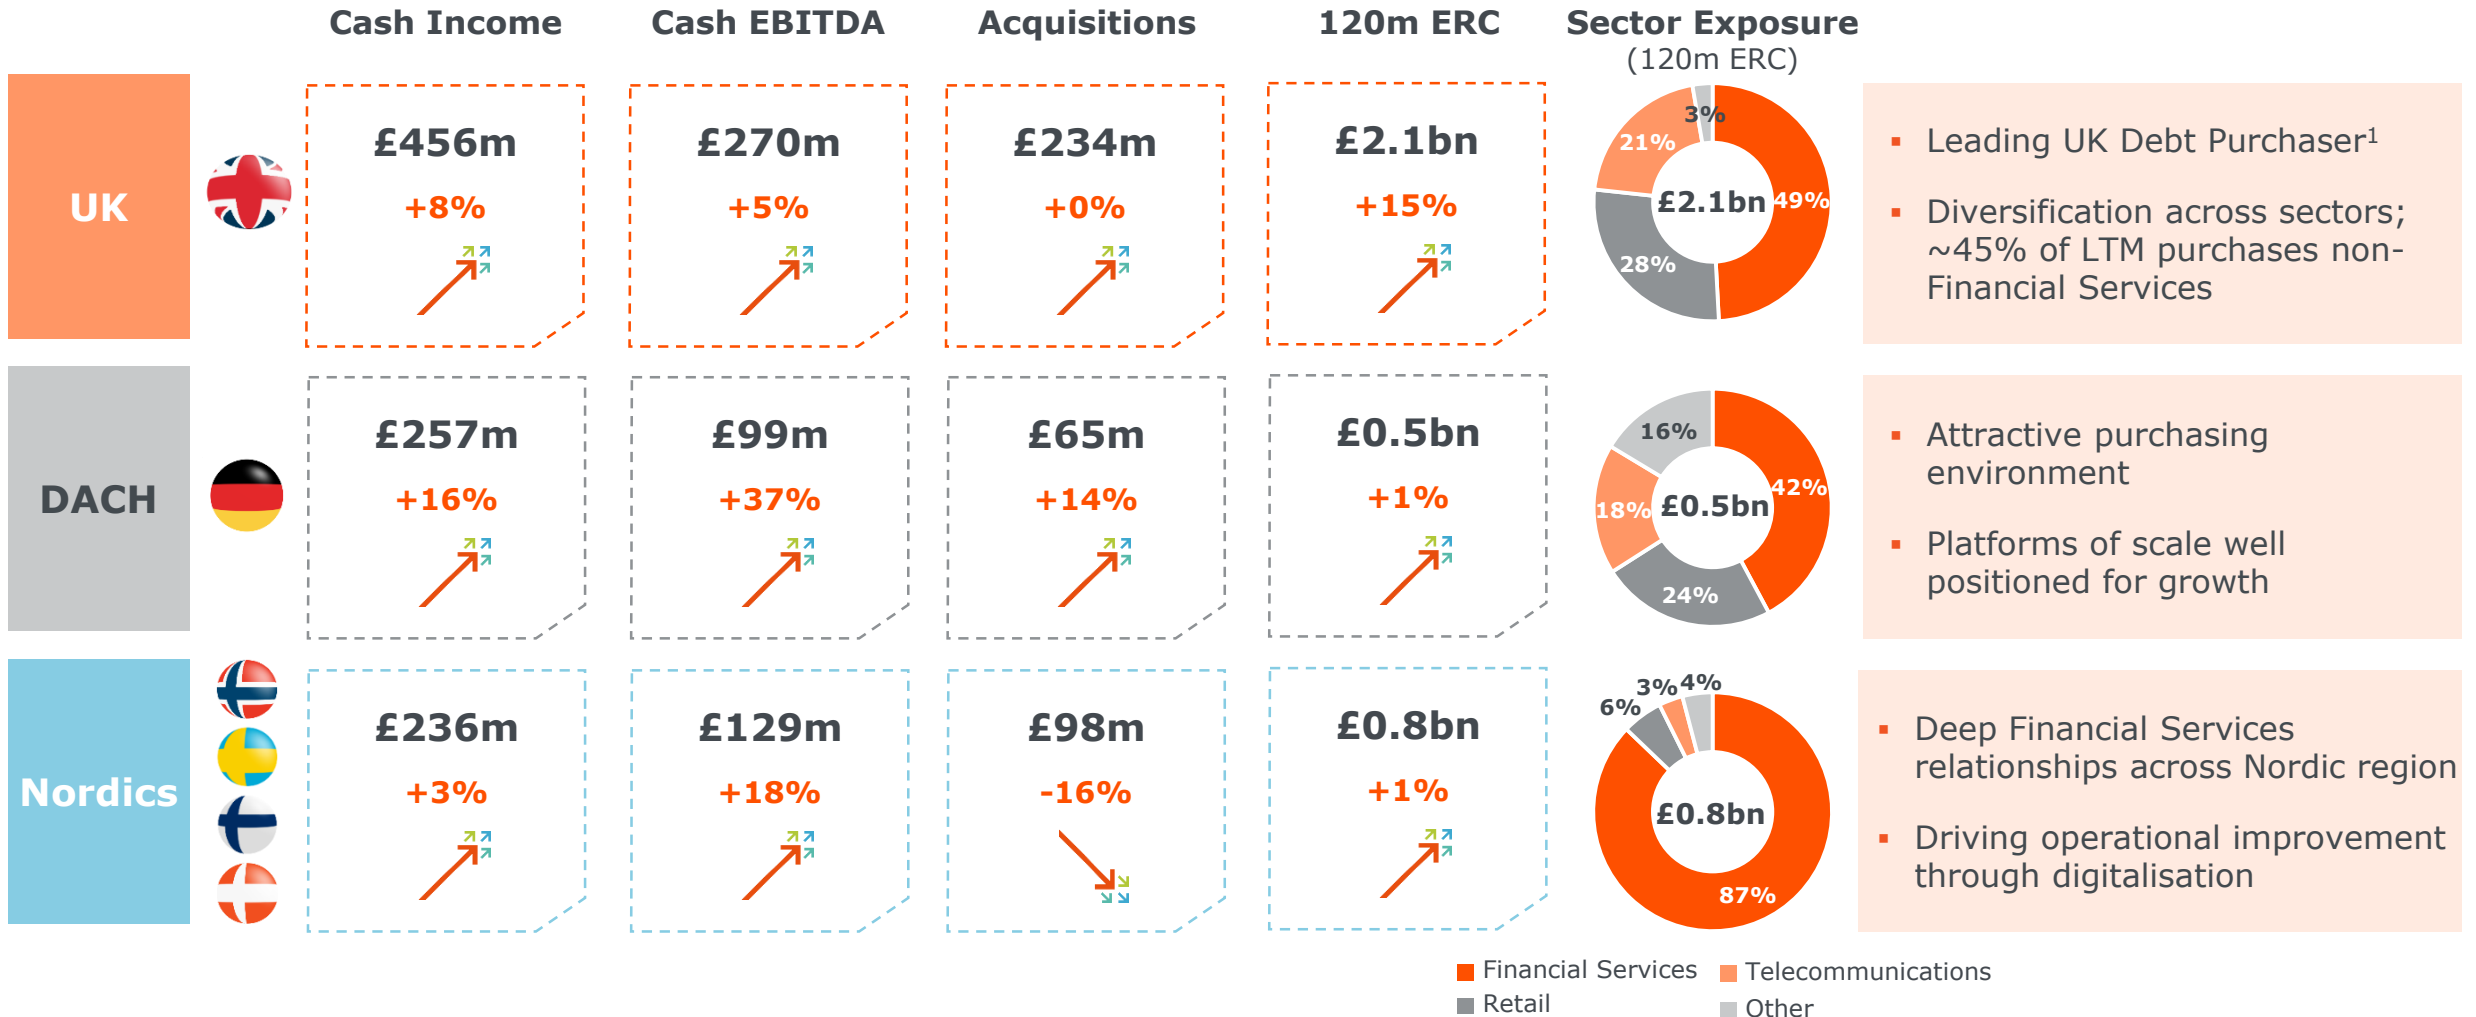 Cash Income
Cash EBITDA
Acquisitions
120m ERC
Sector Exposure
(120m ERC)
UK
£456m
+8%
£270m
+5%
£234m
+0%
£2.1bn
+15%
3%
21%
49%
28%
£2.1bn
▪ Leading UK Debt Purchaser¹
▪ Diversification across sectors;
~45% of LTM purchases non-
Financial Services
DACH
£257m
+16%
£99m
+37%
£65m
+14%
£0.5bn
+1%
16%
42%
18%
24%
£0.5bn
▪ Attractive purchasing
environment
▪ Platforms of scale well
positioned for growth
Nordics
£236m
+3%
£129m
+18%
£98m
-16%
£0.8bn
+1%
6%
3%
4%
87%
£0.8bn
▪ Deep Financial Services
relationships across Nordic region
▪ Driving operational improvement
through digitalisation
Financial Services
Telecommunications
Retail
Other